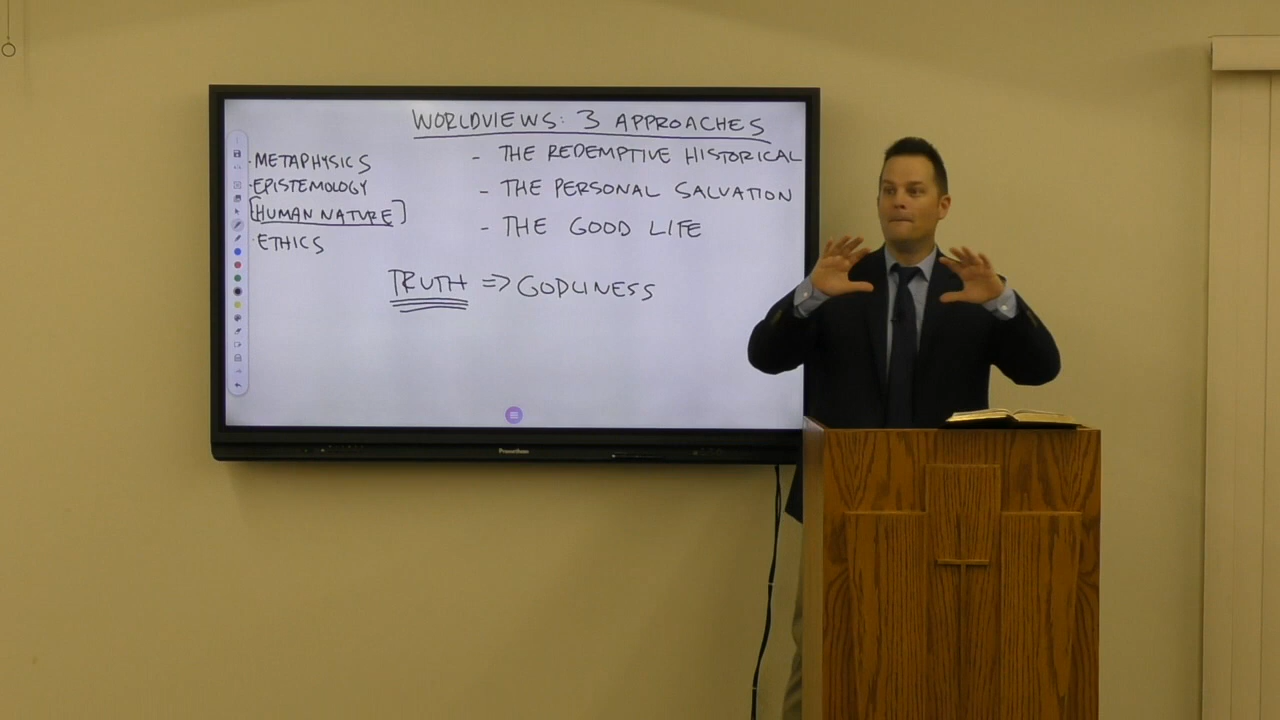 WORLDVIEWS: 3 APPROACHES
- THE REDEMPTIVE HISTORICAL
- THE PERSONAL SALVATION
- THE GOOD LIFE
· METAPHYSICS
· EPISTEMOLOGY
[HUMAN NATURE]
· ETHICS
TRUTH => GODLINESS
Promethean